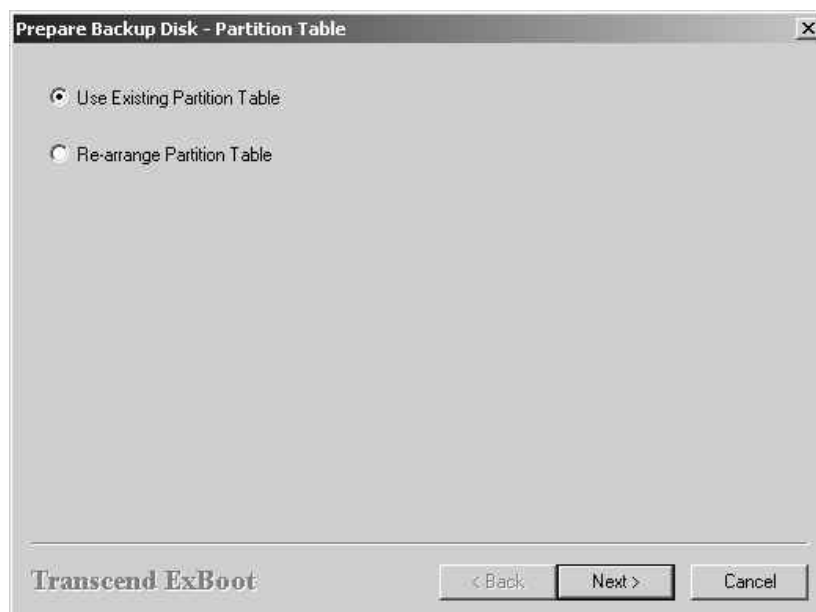 Prepare Backup Disk - Partition Table
Use Existing Partition Table
Re-arrange Partition Table
Transcend ExBoot
< Back
Next >
Cancel